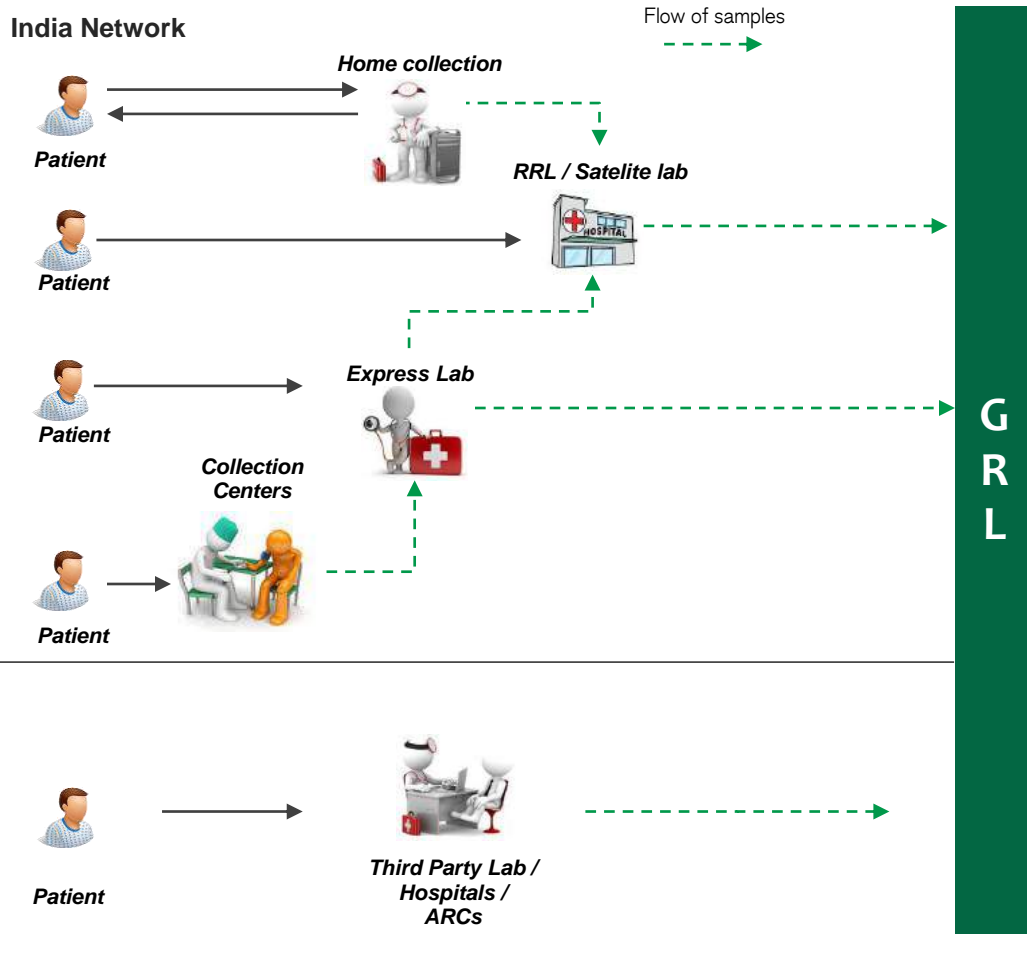 India Network
Flow of samples
Home collection
Patient
RRL / Satelite lab
HOSPITAL
Patient
Express Lab
Patient
Collection
Centers
Patient
G
R
L
Third Party Lab /
Hospitals /
ARCs
Patient